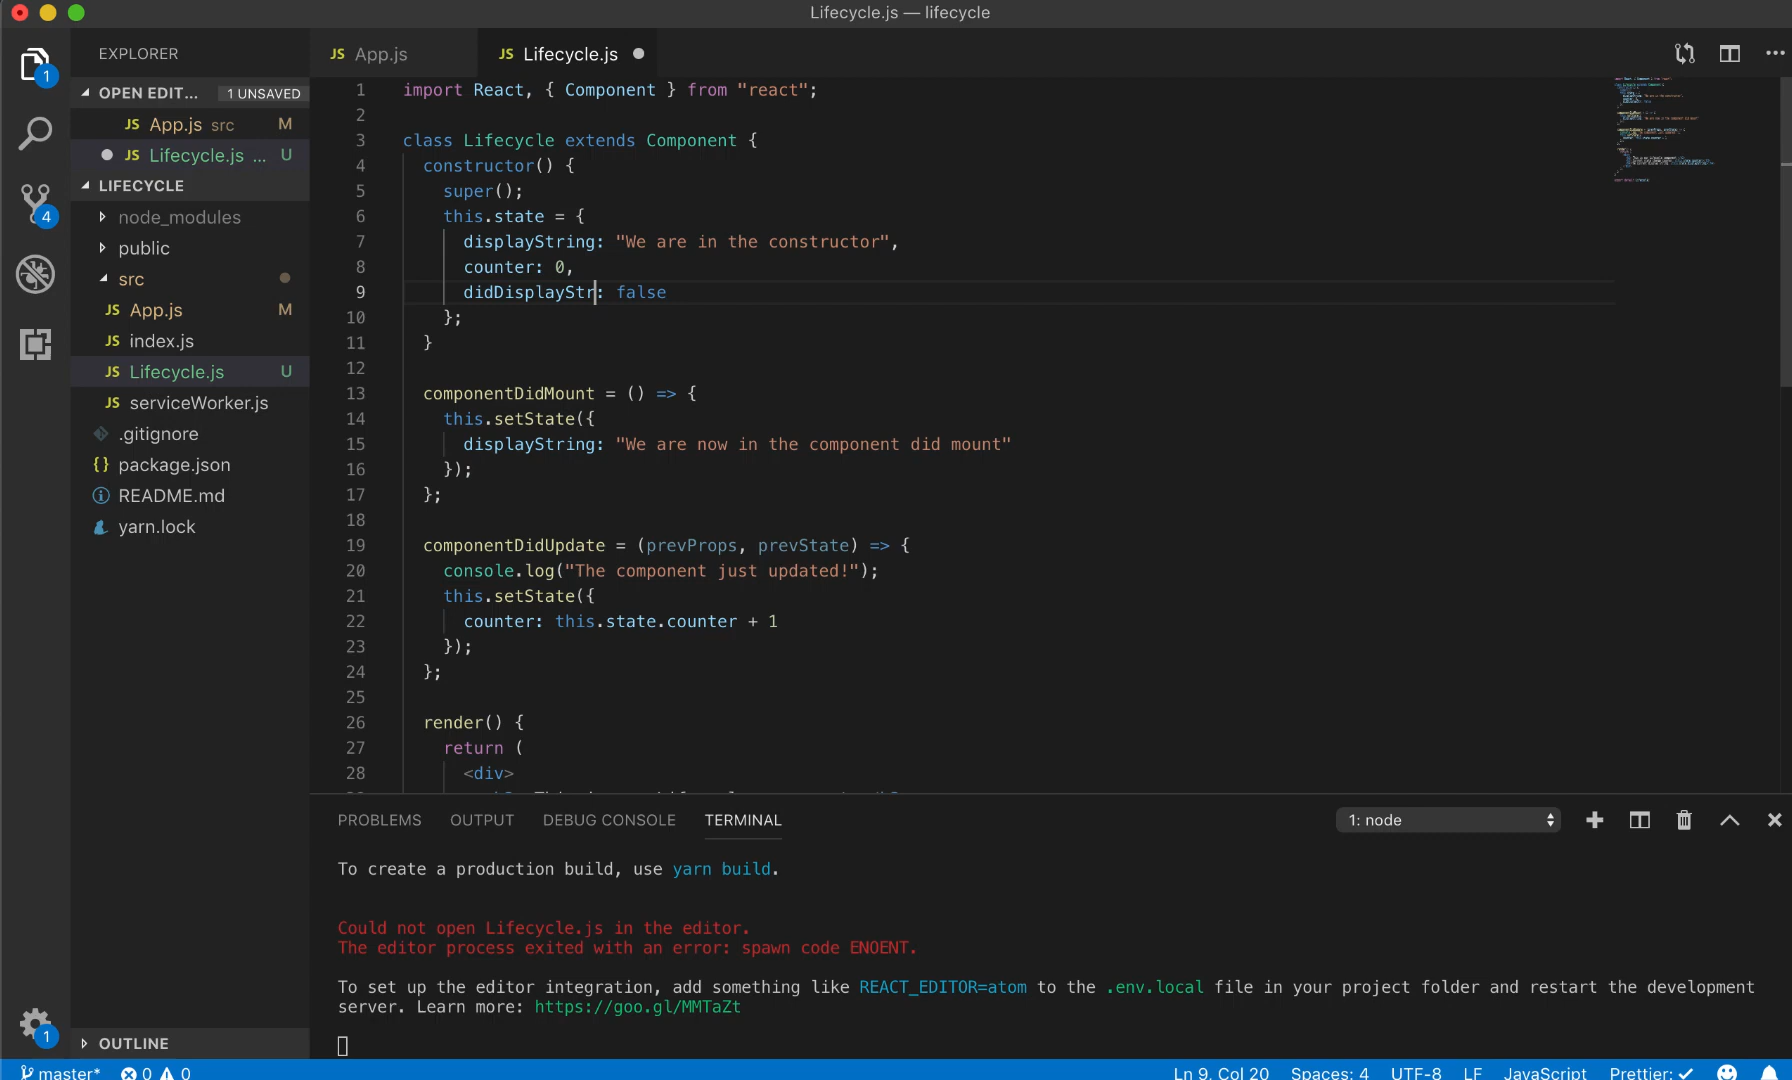 Lifecycle.js — lifecycle
EXPLORER
JS App.js
JS Lifecycle.js
1
OPEN EDIT... 1 UNSAVED
JS App.js src M
JS Lifecycle.js ... U
LIFECYCLE
4
node_modules
public
src
JS App.js M
JS index.js
JS Lifecycle.js U
JS serviceWorker.js
.gitignore
{} package.json
README.md
yarn.lock
1 import React, { Component } from "react";
2
3 class Lifecycle extends Component {
4 constructor() {
5 super();
6 this.state = {
7 displayString: "We are in the constructor",
8 counter: 0,
9 didDisplayStr: false
10 };
11 }
12
13 componentDidMount = () => {
14 this.setState({
15 displayString: "We are now in the component did mount"
16 });
17 };
18
19 componentDidUpdate = (prevProps, prevState) => {
20 console.log("The component just updated!");
21 this.setState({
22 counter: this.state.counter + 1
23 });
24 };
25
26 render() {
27 return (
28 <div>
PROBLEMS OUTPUT DEBUG CONSOLE TERMINAL 1: node
To create a production build, use yarn build.
Could not open Lifecycle.js in the editor.
The editor process exited with an error: spawn code ENOENT.
To set up the editor integration, add something like REACT_EDITOR=atom to the .env.local file in your project folder and restart the development
server. Learn more: https://goo.gl/MMTaZt
1
OUTLINE
master* 0 0 Ln 9, Col 20 Spaces: 4 UTF-8 LF JavaScript Prettier: ✓